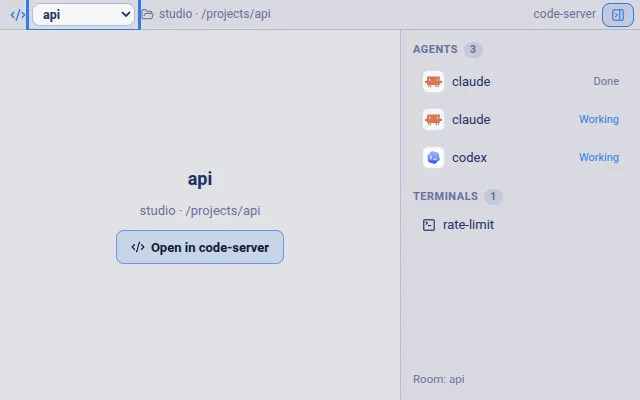 api
studio · /projects/api
code-server
AGENTS 3
claude Done
claude Working
codex Working
TERMINALS 1
rate-limit
api
studio · /projects/api
</> Open in code-server
Room: api